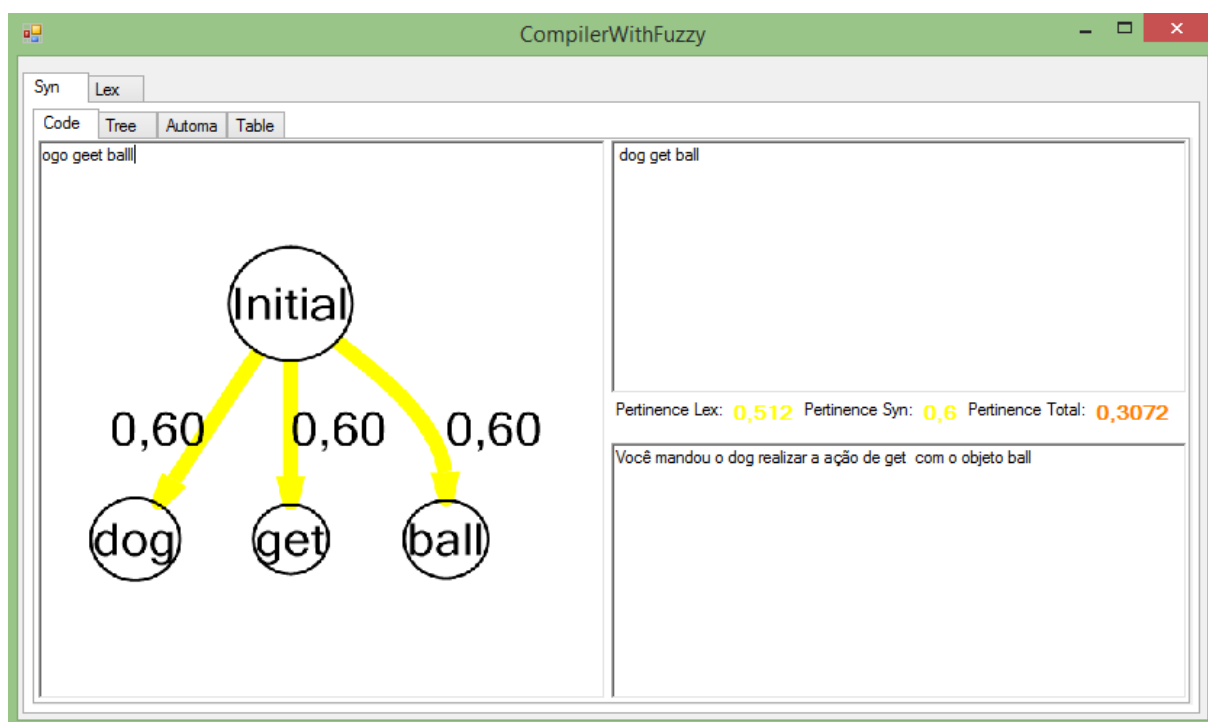 CompilerWithFuzzy
Syn Lex
Code Tree Automa Table
ogo geet balll
dog get ball
Initial
0,60 0,60 0,60
dog get ball
Pertinence Lex: 0,512 Pertinence Syn: 0,6 Pertinence Total: 0,3072
Você mandou o dog realizar a ação de get com o objeto ball